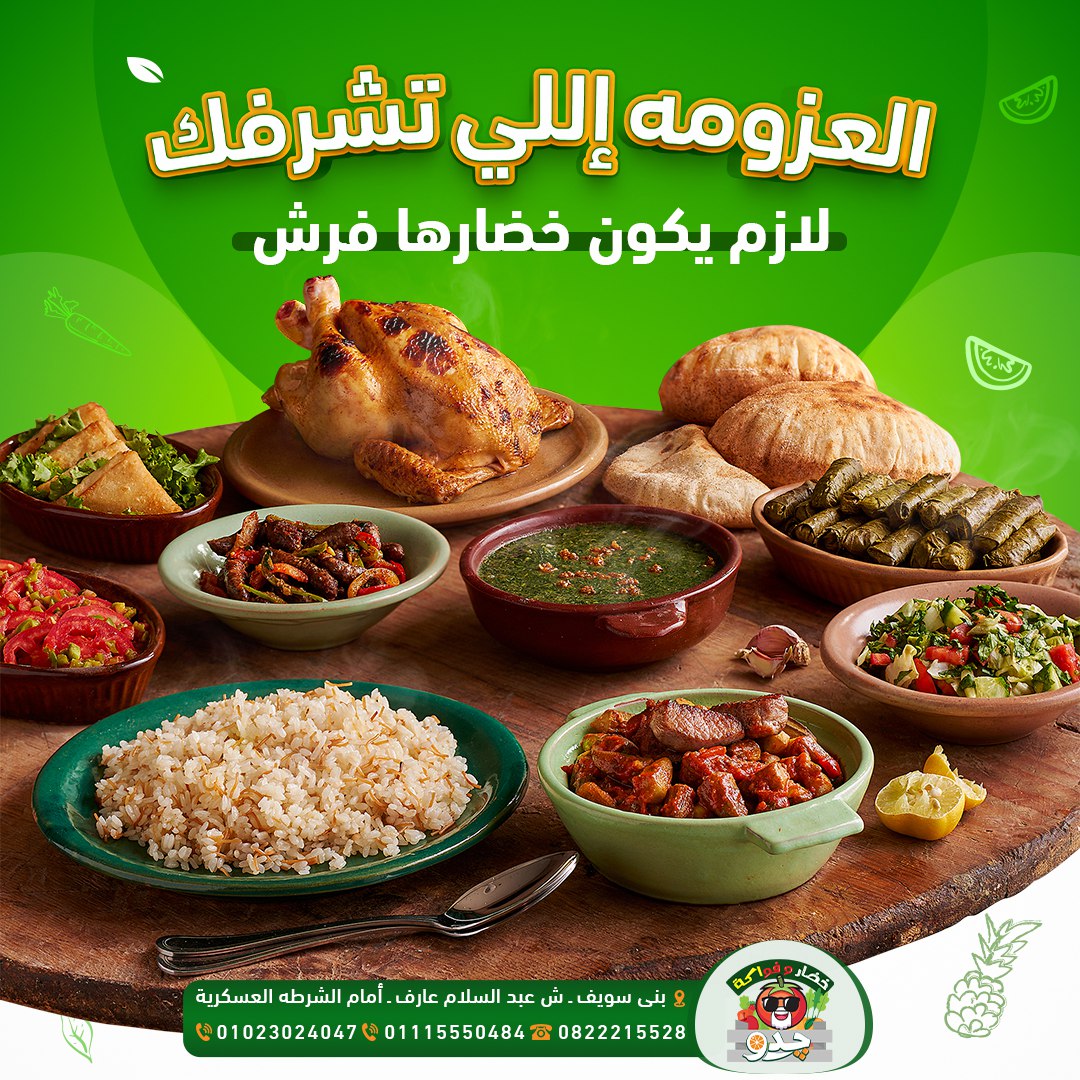 العزومه إللي تشرفك
لازم يكون خضارها فرش
بنى سويف - ش عبد السلام عارف - أمام الشرطه العسكرية
0822215528 01115550484 01023024047
خضار و فواكة
جدو